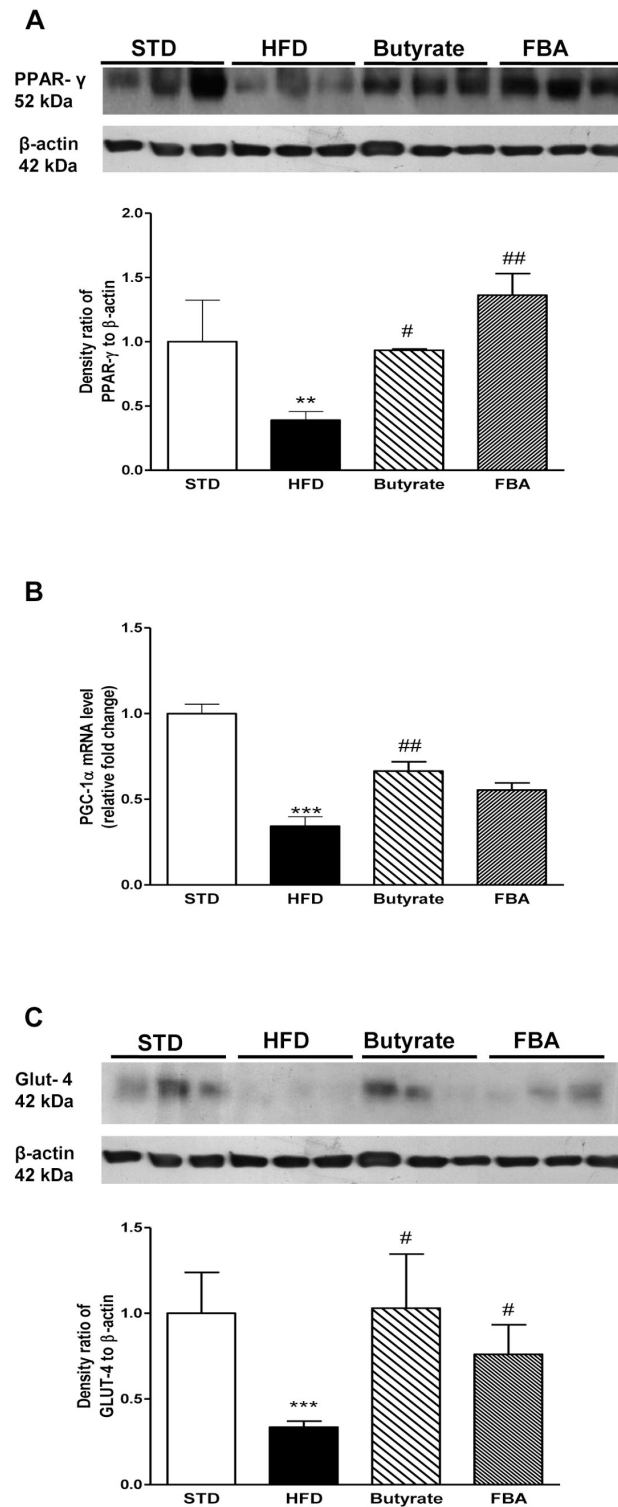 A
STD HFD Butyrate FBA
PPAR- γ
52 kDa
β-actin
42 kDa
Density ratio of
PPAR-γ to β-actin
2.0
1.5
1.0
0.5
0.0
**
#
##
STD HFD Butyrate FBA
B
PGC-1α mRNA level
(relative fold change)
1.5
1.0
0.5
0.0
***
##
STD HFD Butyrate FBA
C
STD HFD Butyrate FBA
Glut- 4
42 kDa
β-actin
42 kDa
Density ratio of
GLUT-4 to β-actin
1.5
1.0
0.5
0.0
***
#
#
STD HFD Butyrate FBA